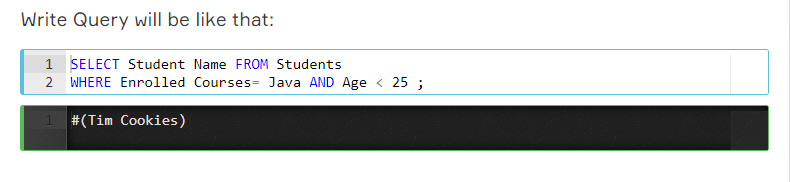 Write Query will be like that:
1 SELECT Student Name FROM Students
2 WHERE Enrolled Courses= Java AND Age < 25 ;
1 #(Tim Cookies)